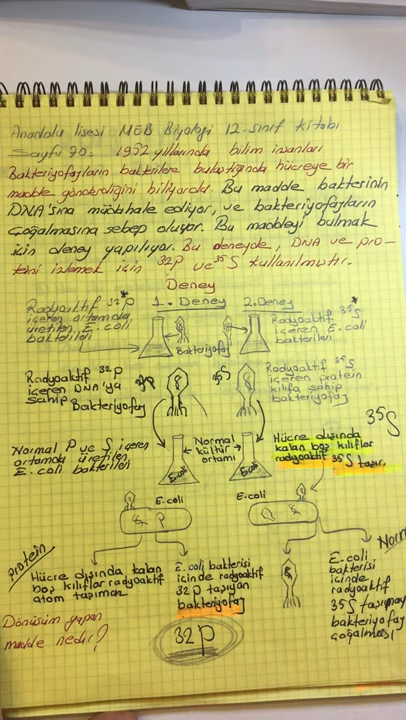 Anadolu lisesi MEB Biyoloji 12.sınıf kitabı
Sayfa 70: 1952 yıllarında bilim insanları
Bakteriyofajların bakterilere bulaştığında hücreye bir
madde gönderdiğini biliyordu. Bu madde bakterinin
DNA'sına müdahale ediyor, ve bakteriyofajların
çoğalmasına sebep oluyor. Bu maddeyi bulmak
için deney yapılıyor. Bu deneyde, DNA ve pro-
teini izlemek için 32P ve 35S kullanılmıştır.
Deney
1. Deney
2. Deney
Radyoaktif 32P
içeren ortamda
üretilen E.coli
bakterileri
Bakteriyofaj
Radyoaktif 35S
içeren E.coli
bakterileri
Radyoaktif 32P
içeren DNA'ya
sahip
Bakteriyofaj
Radyoaktif 35S
içeren protein
kılıfa sahip
bakteriyofaj
35S
Normal P ve S içeren
ortamda üretilen
E.coli bakterileri
Normal
kültür
ortamı
E.coli
E.coli
Hücre dışında
kalan boş kılıflar
radyoaktif 35S taşır.
E.coli
E.coli
P
protein
Hücre dışında kalan
boş kılıflar radyoaktif
atom taşımaz
E.coli bakterisi
içinde radyoaktif
32P taşıyan
bakteriyofaj
Norm
E.coli
bakterisi
içinde
radyoaktif
35S taşımay
bakteriyofaj
çoğalması
Dönüşüm yapan
madde nedir?
32P